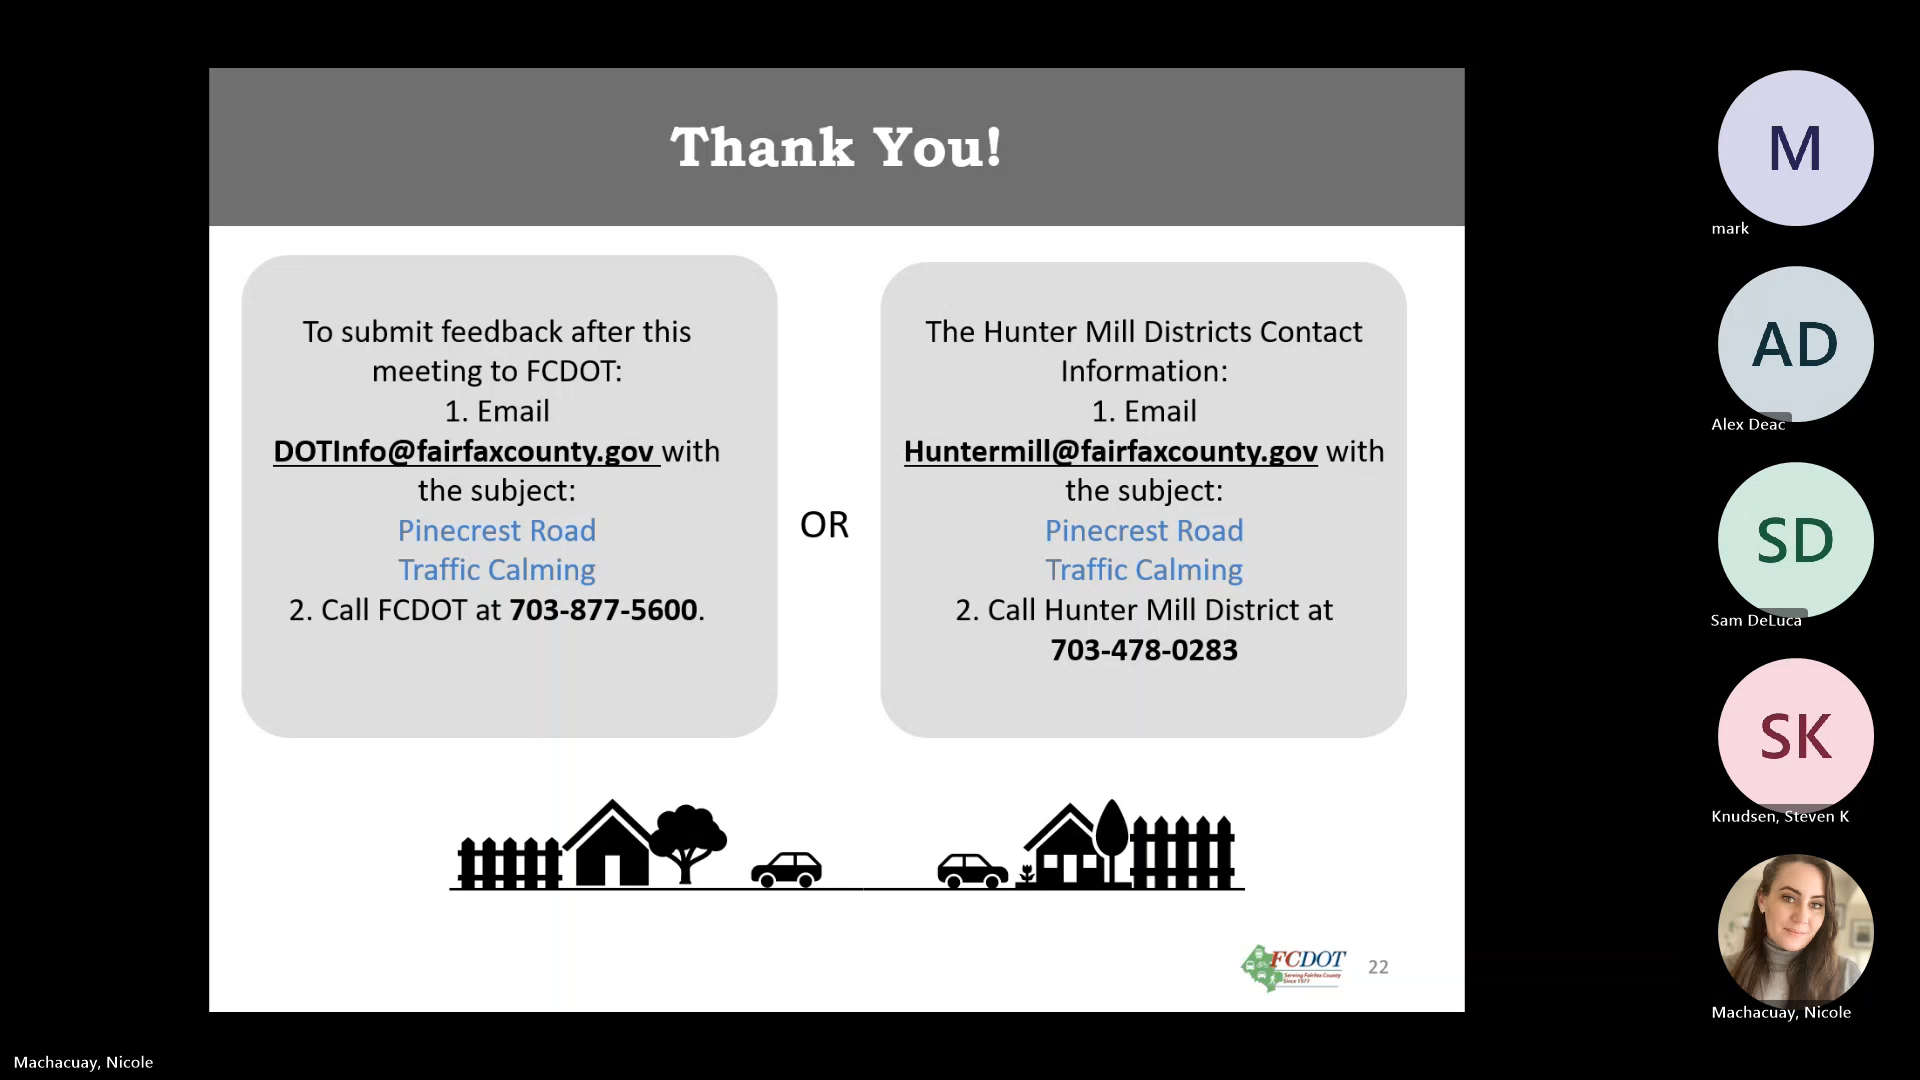 Thank You!
To submit feedback after this
meeting to FCDOT:
1. Email
DOTInfo@fairfaxcounty.gov with
the subject:
Pinecrest Road
Traffic Calming
2. Call FCDOT at 703-877-5600.
OR
The Hunter Mill Districts Contact
Information:
1. Email
Huntermill@fairfaxcounty.gov with
the subject:
Pinecrest Road
Traffic Calming
2. Call Hunter Mill District at
703-478-0283
FCDOT
Serving Fairfax County
Since 1977
22
M
mark
AD
Alex Deac
SD
Sam DeLuca
SK
Knudsen, Steven K
Machacuay, Nicole
Machacuay, Nicole